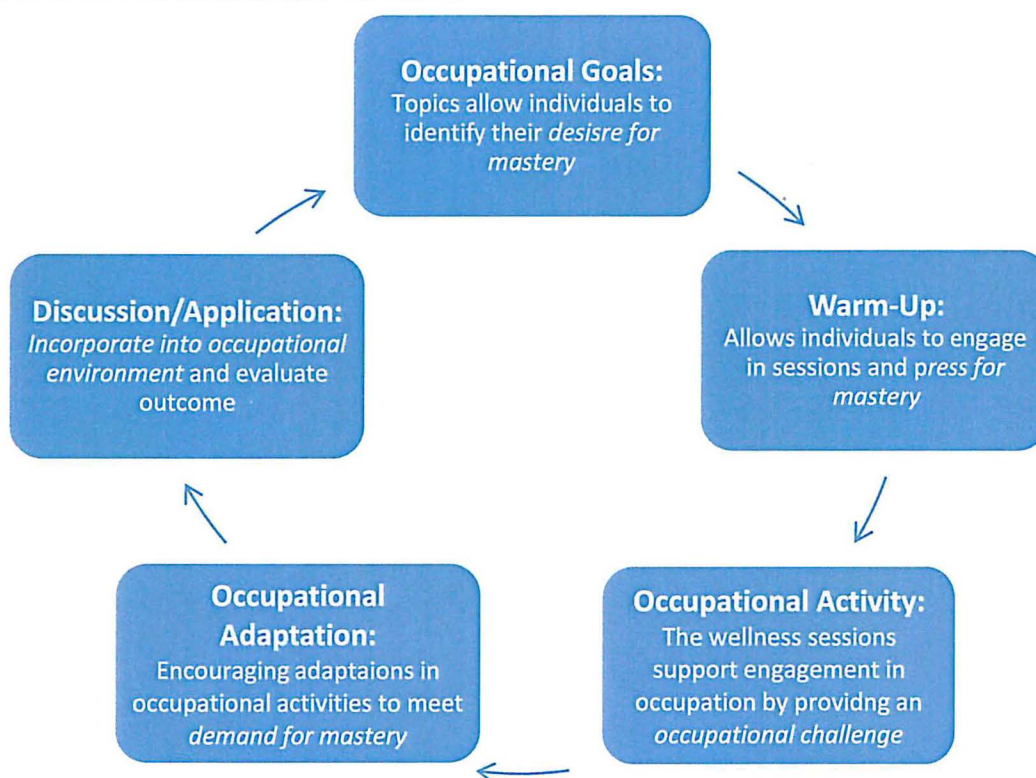 Occupational Goals:
Topics allow individuals to
identify their desisre for
mastery
Warm-Up:
Allows individuals to engage
in sessions and press for
mastery
Occupational Activity:
The wellness sessions
support engagement in
occupation by providng an
occupational challenge
Occupational
Adaptation:
Encouraging adaptaions in
occupational activities to meet
demand for mastery
Discussion/Application:
Incorporate into occupational
environment and evaluate
outcome